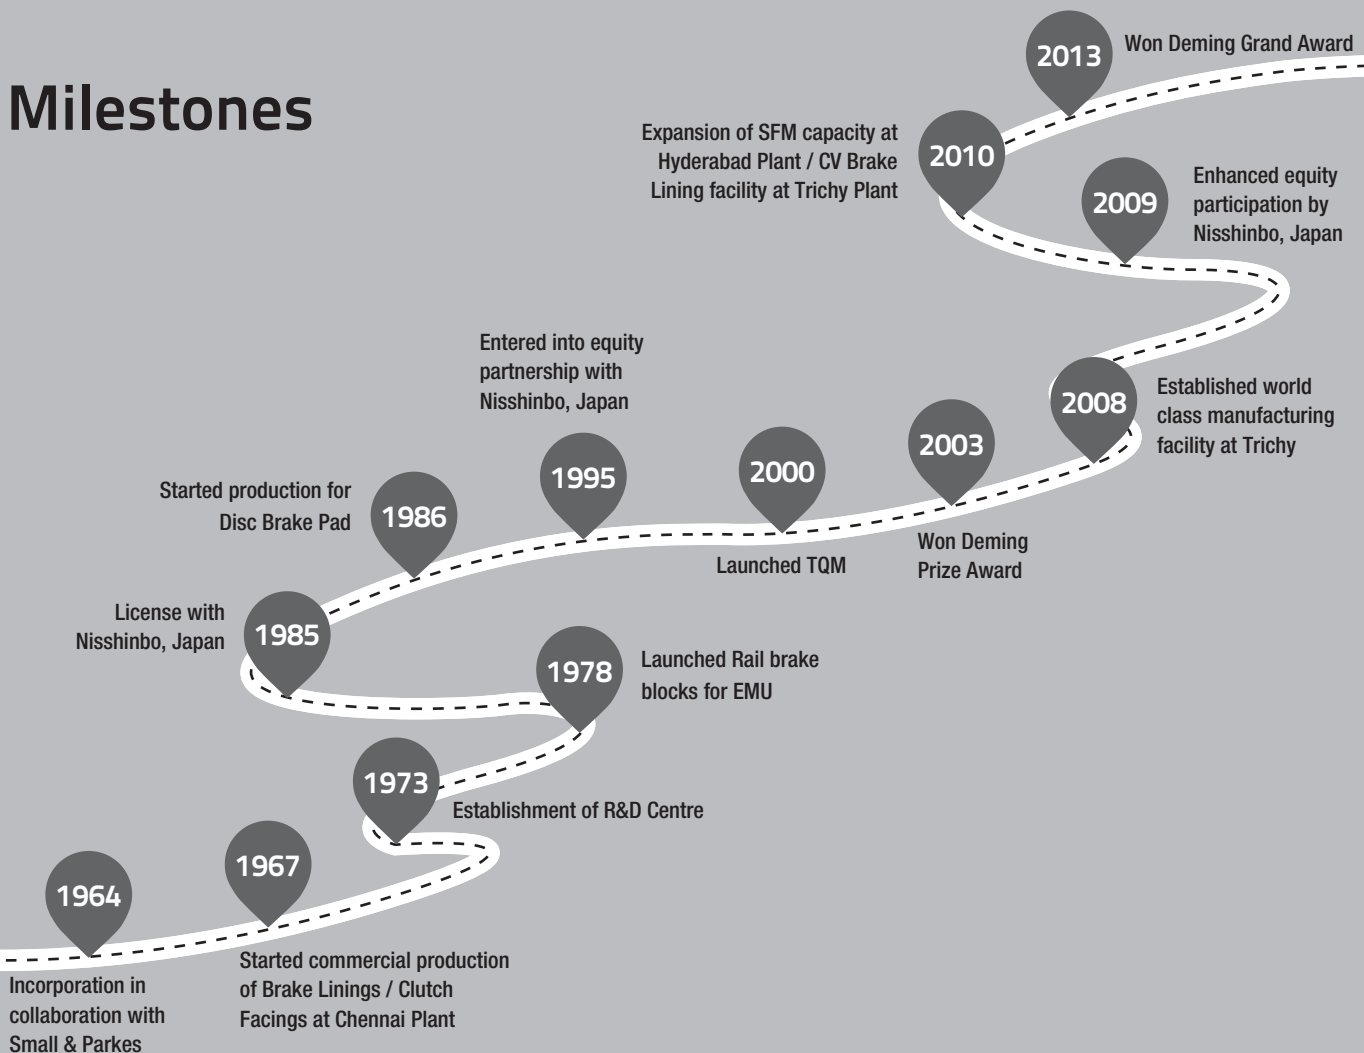 Milestones
2013
Won Deming Grand Award
Expansion of SFM capacity at
Hyderabad Plant / CV Brake
Lining facility at Trichy Plant
2010
2009
Enhanced equity
participation by
Nisshinbo, Japan
Entered into equity
partnership with
Nisshinbo, Japan
1995
2000
Launched TQM
2003
Won Deming
Prize Award
2008
Established world
class manufacturing
facility at Trichy
Started production for
Disc Brake Pad
1986
License with
Nisshinbo, Japan
1985
1978
Launched Rail brake
blocks for EMU
1973
Establishment of R&D Centre
1967
Started commercial production
of Brake Linings / Clutch
Facings at Chennai Plant
1964
Incorporation in
collaboration with
Small & Parkes